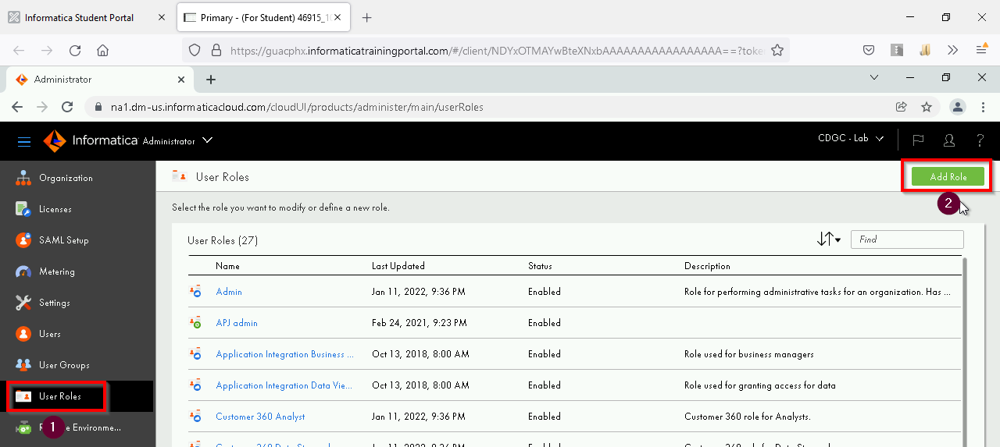 Informatica Student Portal
Primary - (For Student) 46915_1
https://guacphx.informaticatrainingportal.com/#/client/NDYxOTMAYwBteXNxbAAAAAAAAAAAAAAAAA==?toke
Administrator
na1.dm-us.informaticacloud.com/cloudUI/products/administer/main/userRoles
Informatica Administrator
CDGC - Lab
?
Organization
Licenses
SAML Setup
Metering
Settings
Users
User Groups
User Roles
1
Environme...
User Roles
Add Role
2
Select the role you want to modify or define a new role.
User Roles (27)
Find
Name Last Updated Status Description
Admin Jan 11, 2022, 9:36 PM Enabled Role for performing administrative tasks for an organization. Has ...
APJ admin Feb 24, 2021, 9:23 PM Enabled
Application Integration Business ... Oct 13, 2018, 8:00 AM Enabled Role used for business managers
Application Integration Data Vie... Oct 13, 2018, 8:00 AM Enabled Role used for granting access for data
Customer 360 Analyst Jan 11, 2022, 9:36 PM Enabled Customer 360 role for Analysts.